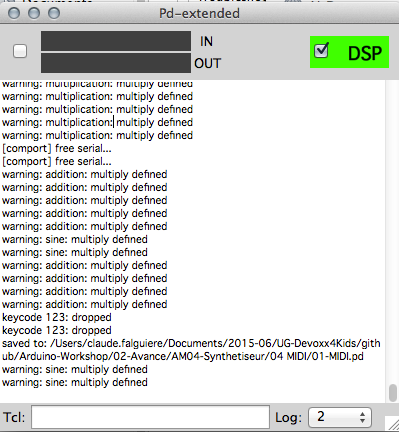 Pd-extended
IN
OUT
DSP
warning: multiplication: multiply defined
warning: multiplication: multiply defined
warning: multiplication: multiply defined
warning: multiplication: multiply defined
warning: multiplication: multiply defined
[comport] free serial...
[comport] free serial...
warning: addition: multiply defined
warning: addition: multiply defined
warning: addition: multiply defined
warning: addition: multiply defined
warning: addition: multiply defined
warning: sine: multiply defined
warning: sine: multiply defined
warning: addition: multiply defined
warning: addition: multiply defined
warning: addition: multiply defined
warning: addition: multiply defined
keycode 123: dropped
keycode 123: dropped
saved to: /Users/claude.falguiere/Documents/2015-06/UG-Devoxx4Kids/gith
ub/Arduino-Workshop/02-Avance/AM04-Synthetiseur/04 MIDI/01-MIDI.pd
warning: sine: multiply defined
warning: sine: multiply defined
Tcl:
Log: 2